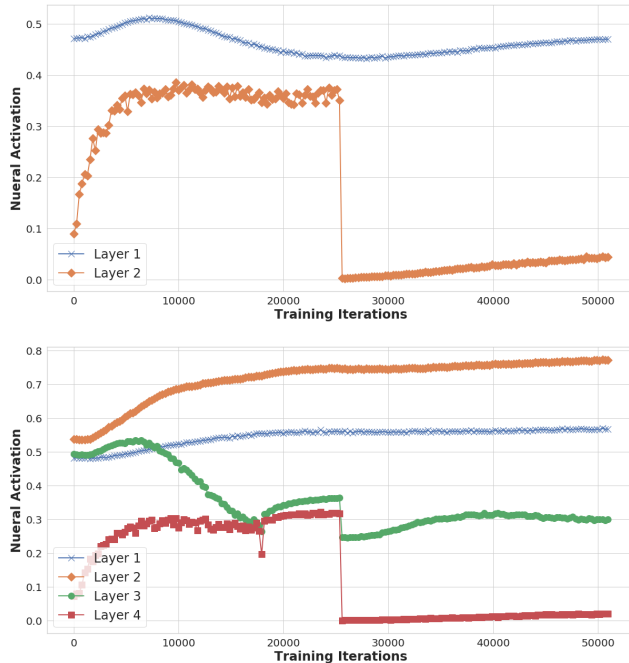 0.5
0.4
0.3
0.2
0.1
0.0
Nueral Activation
Layer 1
Layer 2
0
10000
20000
30000
40000
50000
Training Iterations
0.8
0.7
0.6
0.5
0.4
0.3
0.2
0.1
0.0
Nueral Activation
Layer 1
Layer 2
Layer 3
Layer 4
0
10000
20000
30000
40000
50000
Training Iterations